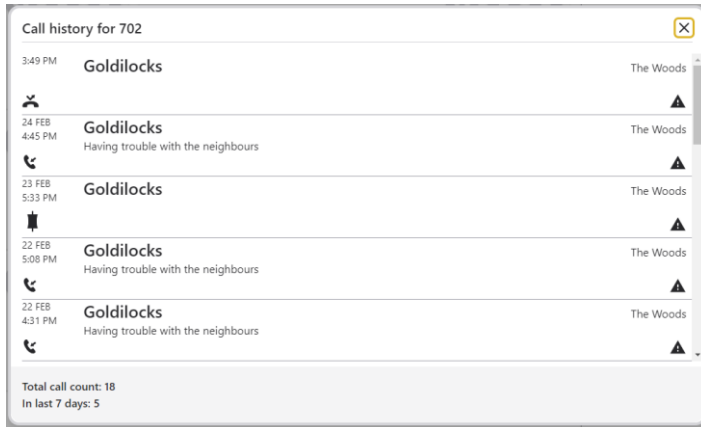 Call history for 702
3:49 PM
Goldilocks
The Woods
24 FEB
4:45 PM
Goldilocks
Having trouble with the neighbours
The Woods
23 FEB
5:33 PM
Goldilocks
The Woods
22 FEB
5:08 PM
Goldilocks
Having trouble with the neighbours
The Woods
22 FEB
4:31 PM
Goldilocks
Having trouble with the neighbours
The Woods
Total call count: 18
In last 7 days: 5